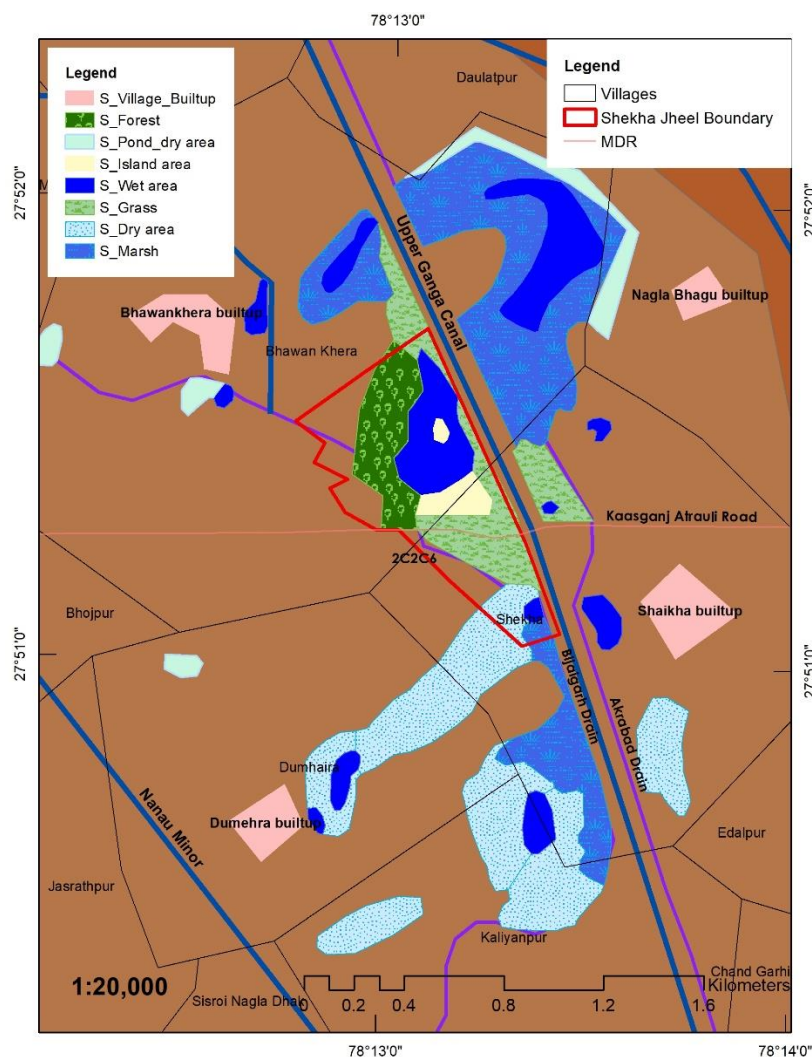 78°13'0"
Legend
S_Village_Builtup
S_Forest
S_Pond_dry area
S_Island area
S_Wet area
S_Grass
S_Dry area
S_Marsh
Legend
Villages
Shekha Jheel Boundary
MDR
Daulatpur
27°52'0"
27°52'0"
M
Upper Ganga Canal
Nagla Bhagu builtup
Bhawankhera builtup
Bhawan Khera
Kaasganj Atrauli Road
2C2C6
Bhojpur
Shekha
Shaikha builtup
27°51'0"
27°51'0"
Bijaigarh Drain
Akrabad Drain
Dumhaira
Nanau Minor
Dumehra builtup
Edalpur
Jasrathpur
Kaliyanpur
Chand Garhi
1:20,000
Kilometers
Sisroi Nagla Dhak
0 0.2 0.4 0.8 1.2 1.6
78°13'0"
78°14'0"